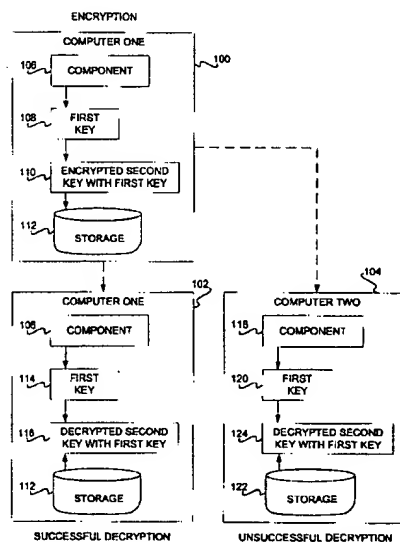 ENCRYPTION
COMPUTER ONE
100
106
COMPONENT
108
FIRST
KEY
110
ENCRYPTED SECOND
KEY WITH FIRST KEY
112
STORAGE
102
COMPUTER ONE
106
COMPONENT
114
FIRST
KEY
116
DECRYPTED SECOND
KEY WITH FIRST KEY
112
STORAGE
SUCCESSFUL DECRYPTION
104
COMPUTER TWO
118
COMPONENT
120
FIRST
KEY
124
DECRYPTED SECOND
KEY WITH FIRST KEY
122
STORAGE
UNSUCCESSFUL DECRYPTION